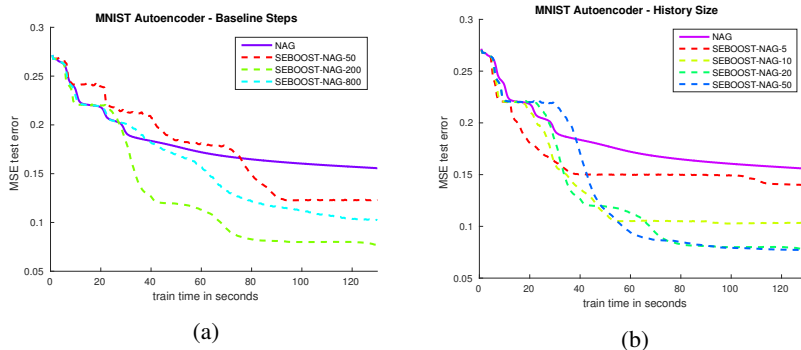 MNIST Autoencoder - Baseline Steps
NAG
SEBOOST-NAG-50
SEBOOST-NAG-200
SEBOOST-NAG-800
0.3
0.25
0.2
0.15
0.1
0.05
MSE test error
0 20 40 60 80 100 120
train time in seconds
(a)
MNIST Autoencoder - History Size
NAG
SEBOOST-NAG-5
SEBOOST-NAG-10
SEBOOST-NAG-20
SEBOOST-NAG-50
0.3
0.25
0.2
0.15
0.1
0.05
MSE test error
0 20 40 60 80 100 120
train time in seconds
(b)